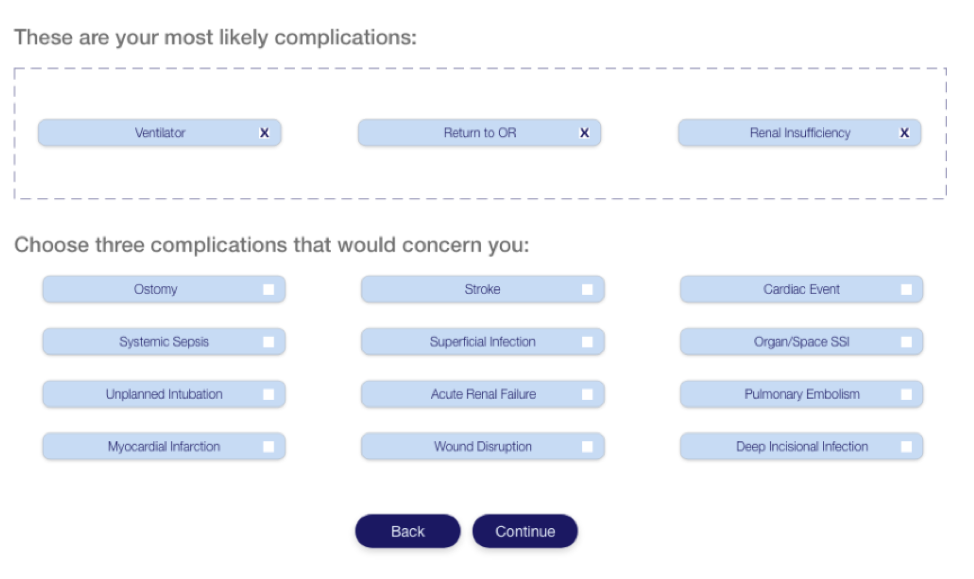 These are your most likely complications:
Ventilator X Return to OR X Renal Insufficiency X
Choose three complications that would concern you:
Ostomy Stroke Cardiac Event
Systemic Sepsis Superficial Infection Organ/Space SSI
Unplanned Intubation Acute Renal Failure Pulmonary Embolism
Myocardial Infarction Wound Disruption Deep Incisional Infection
Back Continue